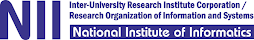 NII
Inter-University Research Institute Corporation /
Research Organization of Information and Systems
National Institute of Informatics